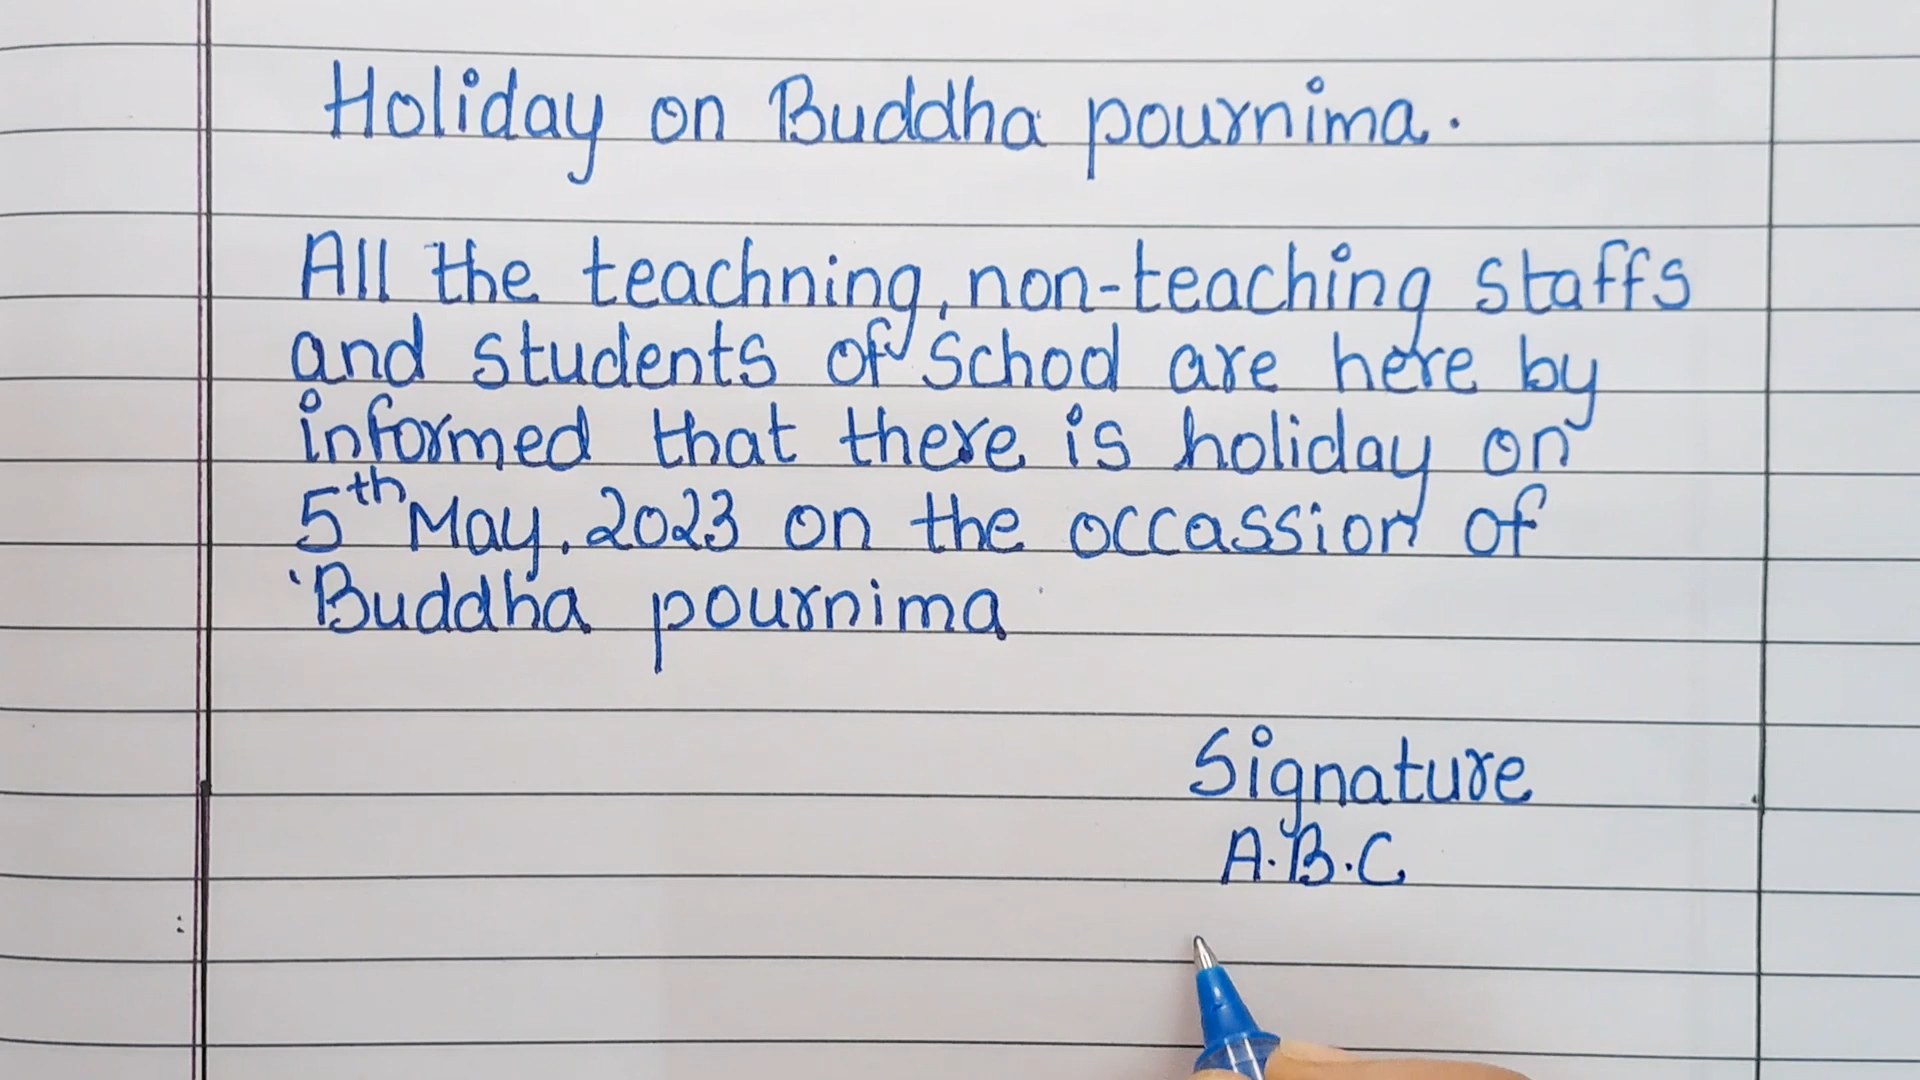 Holiday on Buddha pournima.
All the teachning, non-teaching staffs
and students of school are here by
informed that there is holiday on
5th May, 2023 on the occassion of
'Buddha pournima
Signature
A.B.C